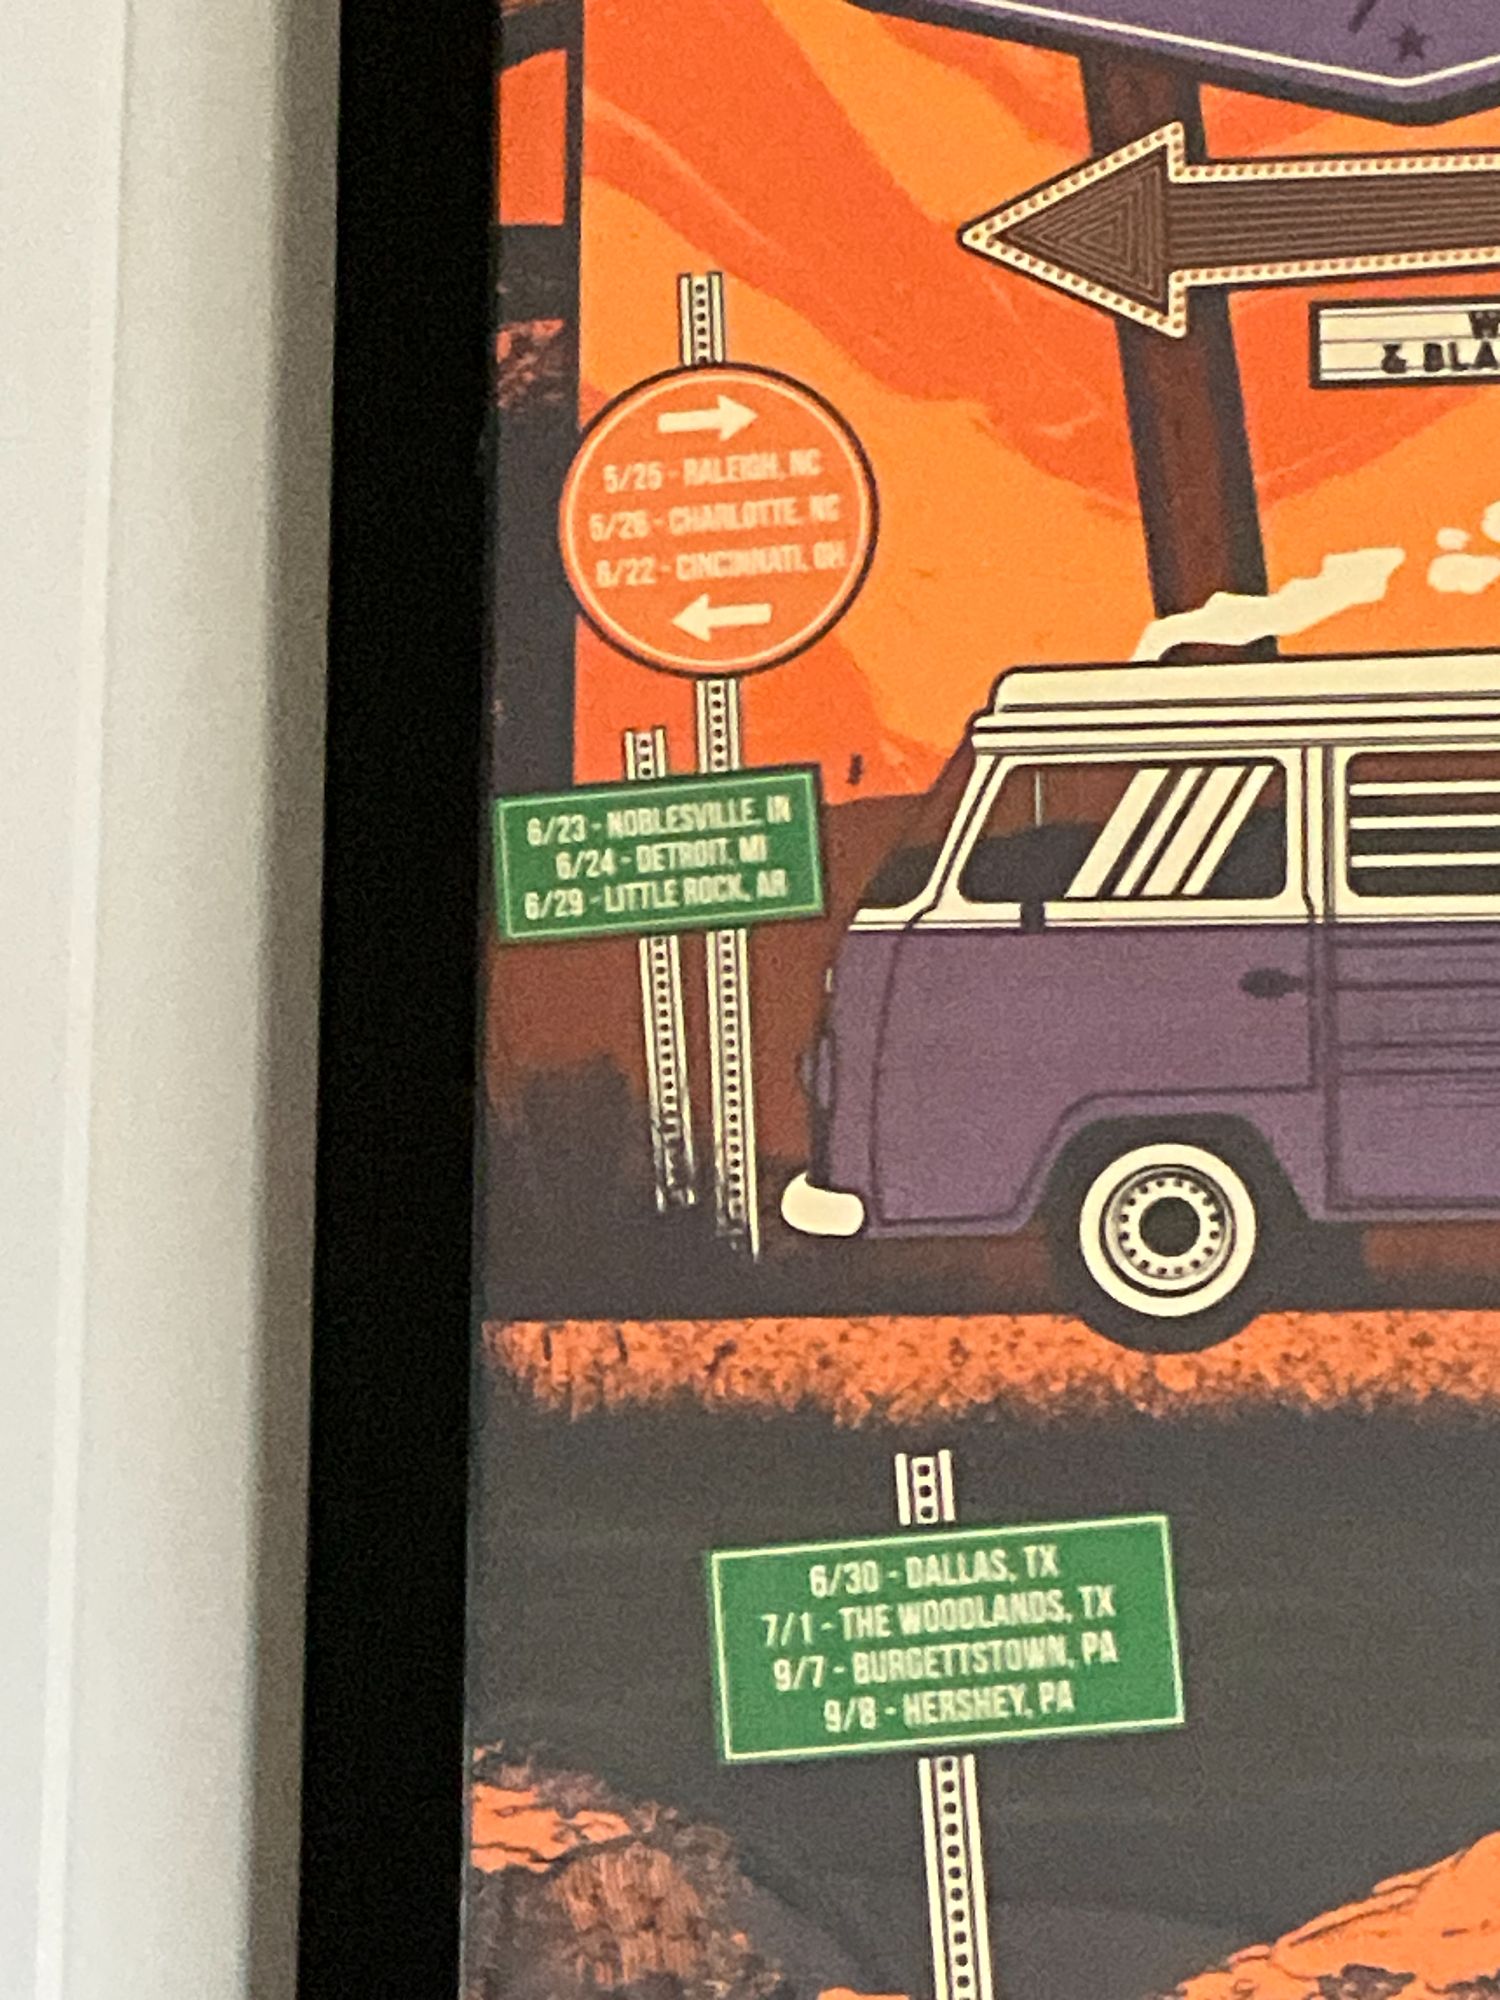 & BLA
5/25 - RALEIGH, NC
5/26 - CHARLOTTE, NC
6/22 - CINCINNATI, OH
6/23 - NOBLESVILLE, IN
6/24 - DETROIT, MI
6/29 - LITTLE ROCK, AR
6/30 - DALLAS, TX
7/1 - THE WOODLANDS, TX
9/7 - BURGETTSTOWN, PA
9/8 - HERSHEY, PA